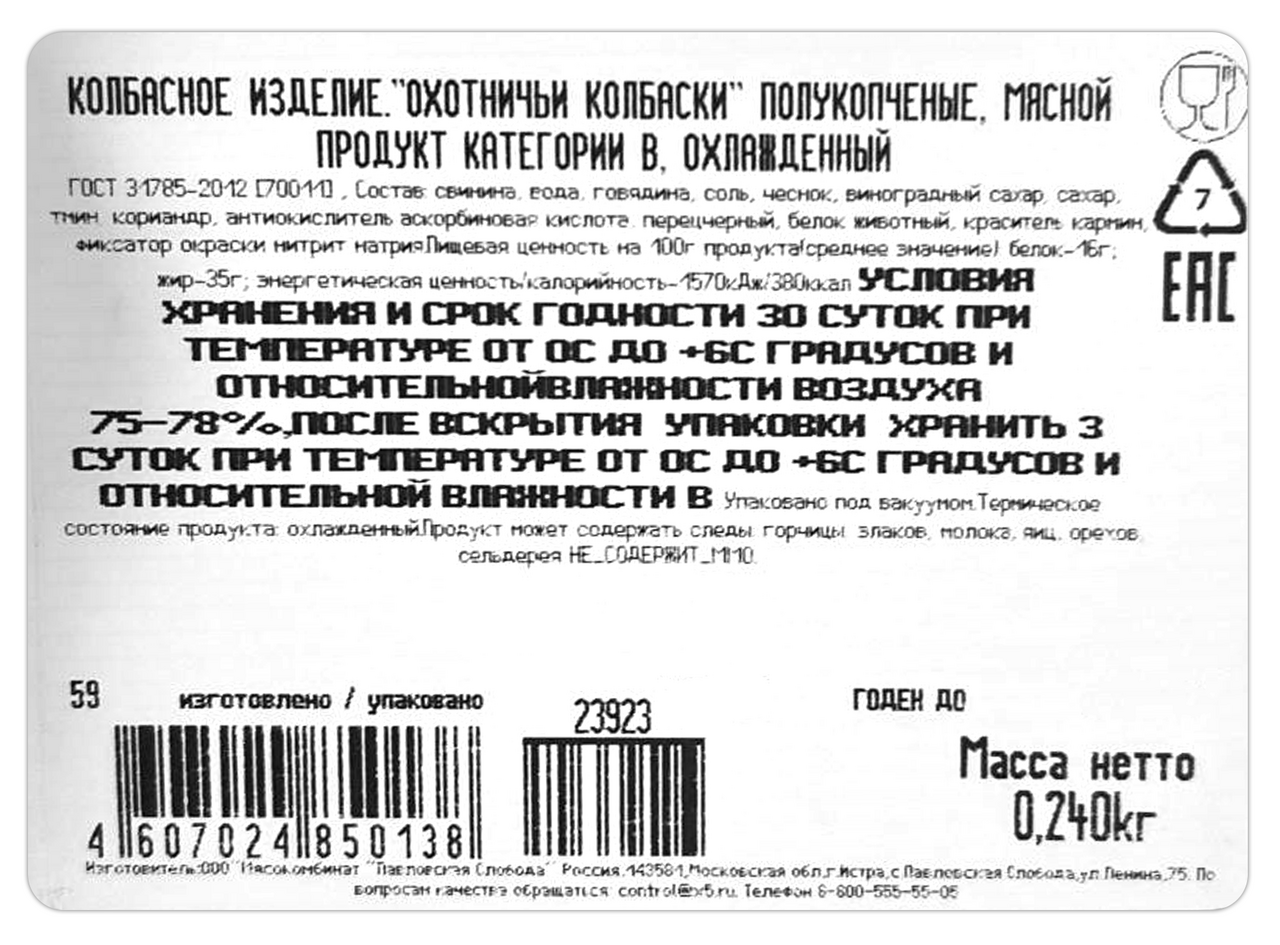 КОЛБАСНОЕ ИЗДЕЛИЕ."ОХОТНИЧЬИ КОЛБАСКИ" ПОЛУКОПЧЕНЫЕ, МЯСНОЙ
ПРОДУКТ КАТЕГОРИИ В, ОХЛАЖДЕННЫЙ
ГОСТ 31785-2012 [70011] , Состав: свинина, вода, говядина, соль, чеснок, виноградный сахар, сахар,
тмин, кориандр, антиокислитель аскорбиновая кислота, перецчерный, белок животный, краситель кармин,
7
фиксатор окраски нитрит натрия.Пищевая ценность на 100г продукта(среднее значение) белок-16г;
жир-35г; энергетическая ценность/калорийность-1570кДж/380ккал УСЛОВИЯ
EAC
ХРАНЕНИЯ И СРОК ГОДНОСТИ 30 СУТОК ПРИ
ТЕМПЕРАТУРЕ ОТ 0С ДО +6С ГРАДУСОВ И
ОТНОСИТЕЛЬНОЙВЛАЖНОСТИ ВОЗДУХА
75-78%,ПОСЛЕ ВСКРЫТИЯ УПАКОВКИ ХРАНИТЬ 3
СУТОК ПРИ ТЕМПЕРАТУРЕ ОТ 0С ДО +6С ГРАДУСОВ И
ОТНОСИТЕЛЬНОЙ ВЛАЖНОСТИ В Упаковано под вакуумом.Термическое
состояние продукта: охлажденный.Продукт может содержать следы горчицы, злаков, молока, яиц, орехов,
сельдерея НЕ_СОДЕРЖИТ_ГМО.
59 изготовлено / упаковано
23923
ГОДЕН ДО
Масса нетто
0,240кг
4 607024 850138
Изготовитель:ООО "Мясокомбинат "Павловская Слобода" Россия,143581,Московская обл,г.Истра,с.Павловская Слобода,ул.Ленина,75. По
вопросам качества обращаться: control@x5.ru. Телефон 8-800-555-55-05